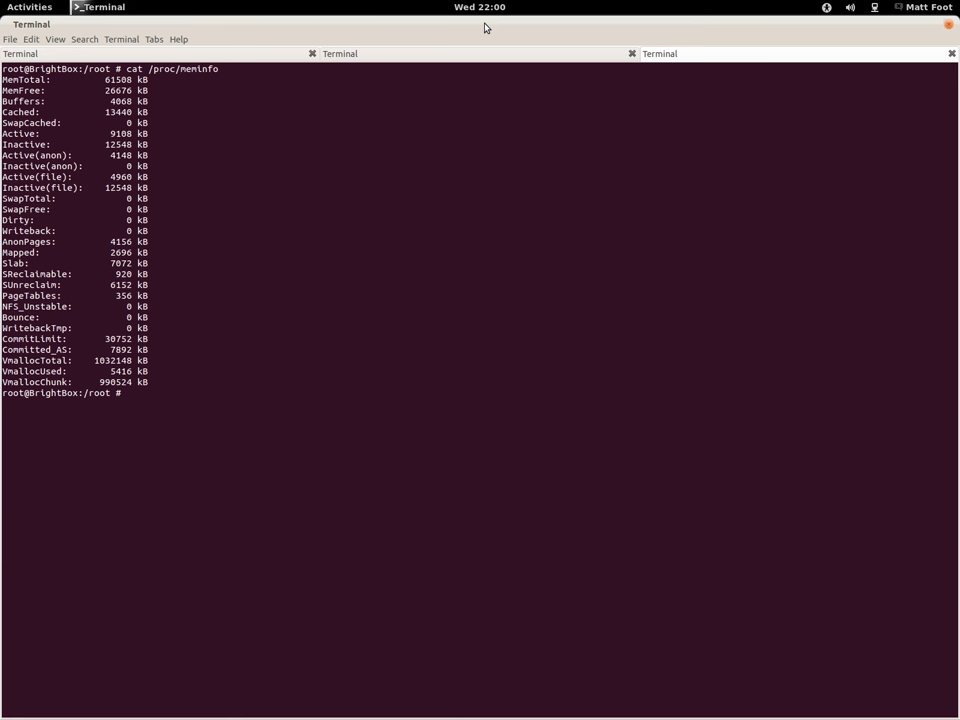 Activities >_Terminal Wed 22:00 Matt Foot
Terminal
File Edit View Search Terminal Tabs Help
Terminal Terminal Terminal
root@BrightBox:/root # cat /proc/meminfo
MemTotal: 61508 kB
MemFree: 26676 kB
Buffers: 4068 kB
Cached: 13440 kB
SwapCached: 0 kB
Active: 9108 kB
Inactive: 12548 kB
Active(anon): 4148 kB
Inactive(anon): 0 kB
Active(file): 4960 kB
Inactive(file): 12548 kB
SwapTotal: 0 kB
SwapFree: 0 kB
Dirty: 0 kB
Writeback: 0 kB
AnonPages: 4156 kB
Mapped: 2696 kB
Slab: 7072 kB
SReclaimable: 920 kB
SUnreclaim: 6152 kB
PageTables: 356 kB
NFS_Unstable: 0 kB
Bounce: 0 kB
WritebackTmp: 0 kB
CommitLimit: 30752 kB
Committed_AS: 7892 kB
VmallocTotal: 1032148 kB
VmallocUsed: 5416 kB
VmallocChunk: 990524 kB
root@BrightBox:/root #